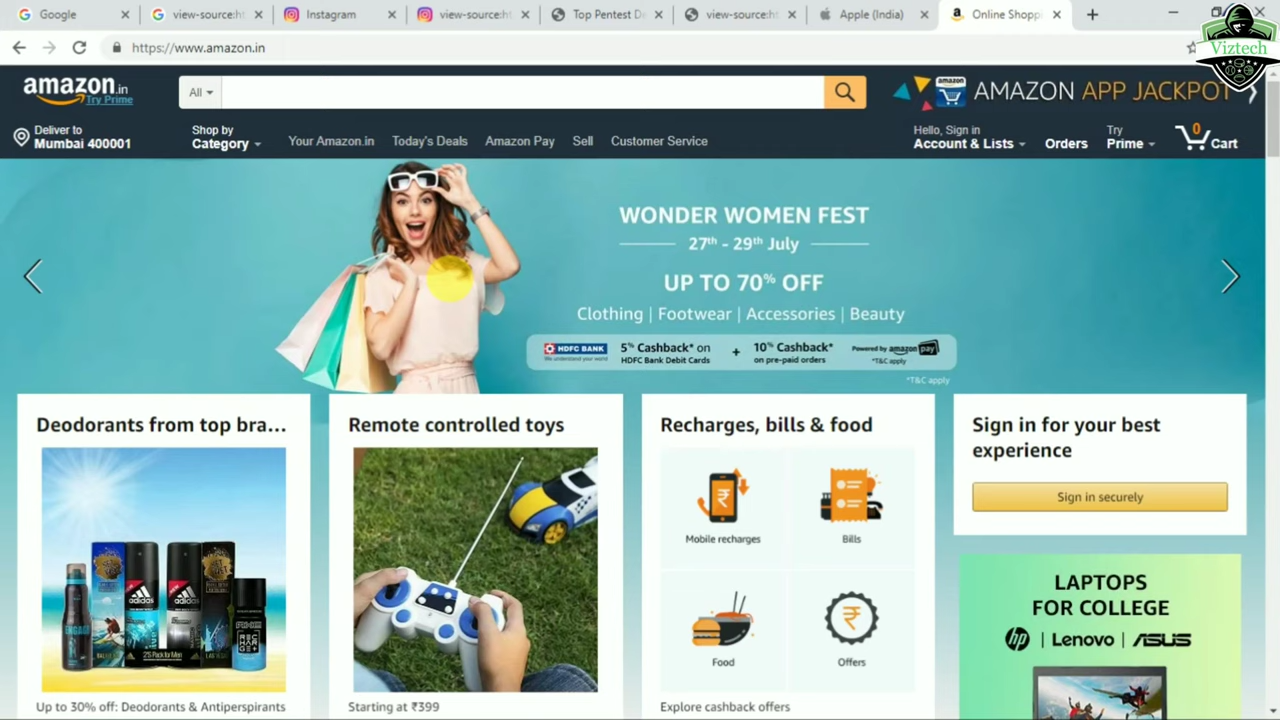 Google
view-source:ht
Instagram
view-source:ht
Top Pentest D
view-source:ht
Apple (India)
Online Shopp
https://www.amazon.in
Viztech
amazon.in
Try Prime
All
amazon
AMAZON APP JACKPOT
Deliver to
Mumbai 400001
Shop by
Category
Your Amazon.in
Today's Deals
Amazon Pay
Sell
Customer Service
Hello, Sign in
Account & Lists
Orders
Try
Prime
0
Cart
WONDER WOMEN FEST
27th - 29th July
UP TO 70% OFF
Clothing | Footwear | Accessories | Beauty
HDFC BANK
We understand your world
5% Cashback* on
HDFC Bank Debit Cards
+
10% Cashback*
on pre-paid orders
Powered by amazon pay
*T&C apply
*T&C apply
Deodorants from top bra...
adidas
adidas
ENGAGE
Up to 30% off: Deodorants & Antiperspirants
Remote controlled toys
Starting at ₹399
Recharges, bills & food
Mobile recharges
Bills
Food
Offers
Explore cashback offers
Sign in for your best
experience
Sign in securely
LAPTOPS
FOR COLLEGE
hp | Lenovo | ASUS